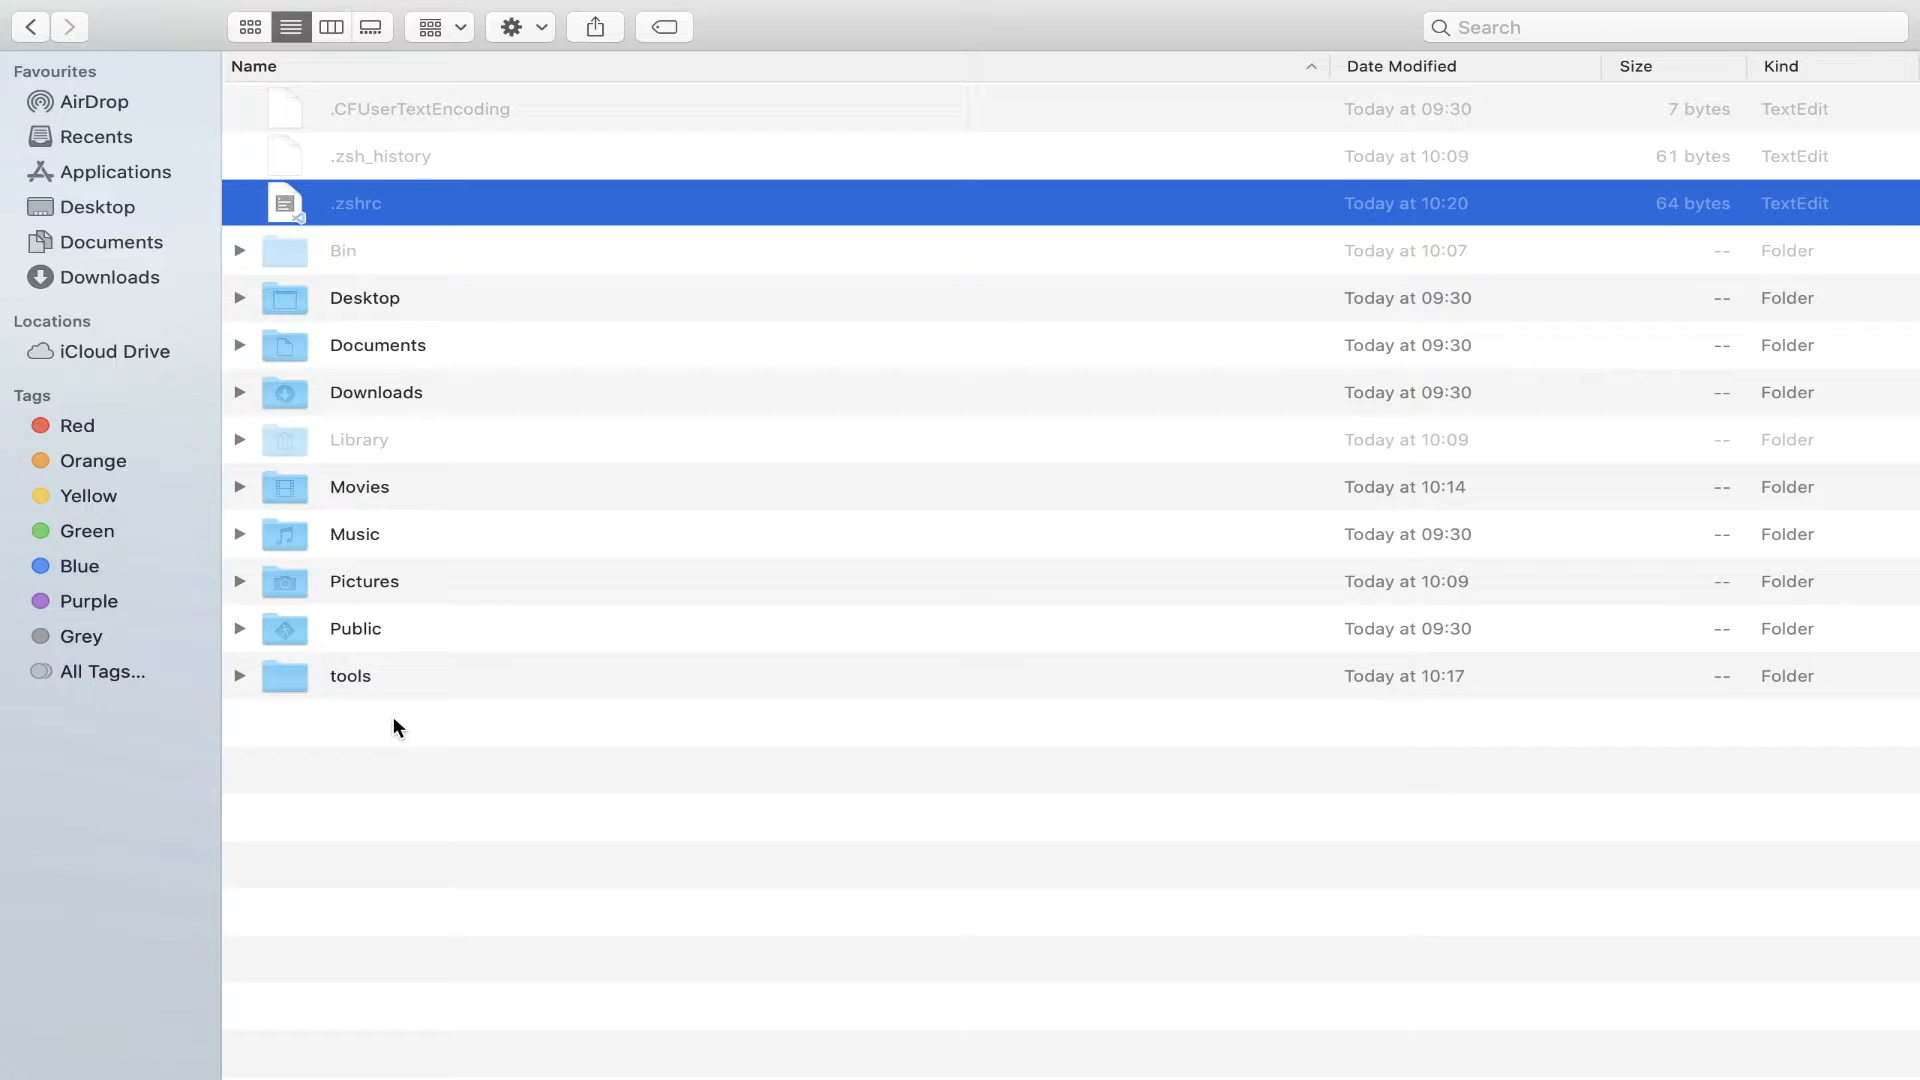 Search
Favourites
AirDrop
Recents
Applications
Desktop
Documents
Downloads
Locations
iCloud Drive
Tags
Red
Orange
Yellow
Green
Blue
Purple
Grey
All Tags...
Name Date Modified Size Kind
.CFUserTextEncoding Today at 09:30 7 bytes TextEdit
.zsh_history Today at 10:09 61 bytes TextEdit
.zshrc Today at 10:20 64 bytes TextEdit
Bin Today at 10:07 -- Folder
Desktop Today at 09:30 -- Folder
Documents Today at 09:30 -- Folder
Downloads Today at 09:30 -- Folder
Library Today at 10:09 -- Folder
Movies Today at 10:14 -- Folder
Music Today at 09:30 -- Folder
Pictures Today at 10:09 -- Folder
Public Today at 09:30 -- Folder
tools Today at 10:17 -- Folder